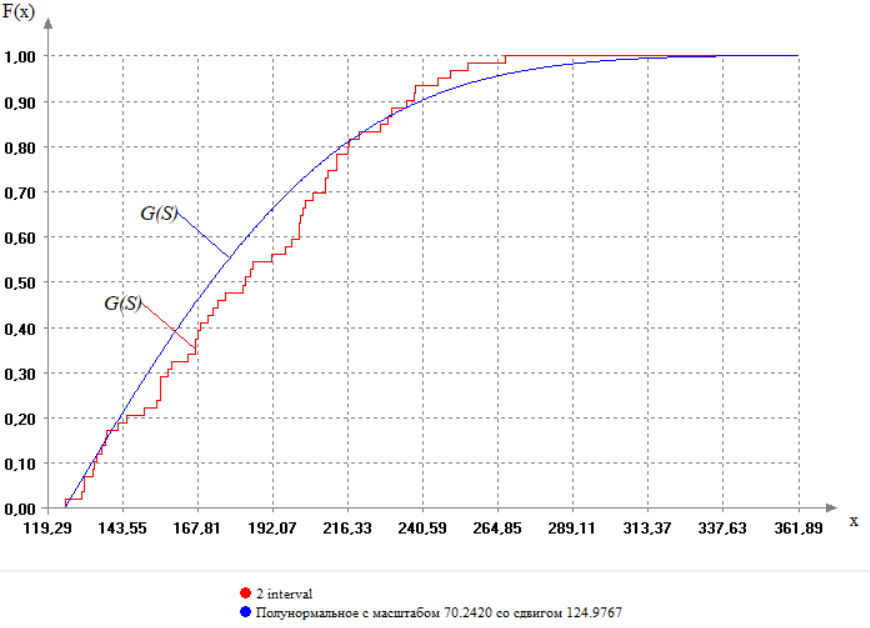 F(x)
1,00
0,90
0,80
0,70
0,60
G(S)
0,50
G(S)
0,40
0,30
0,20
0,10
0,00
119,29 143,55 167,81 192,07 216,33 240,59 264,85 289,11 313,37 337,63 361,89 x
2 interval
Полунормальное с масштабом 70.2420 со сдвигом 124.9767